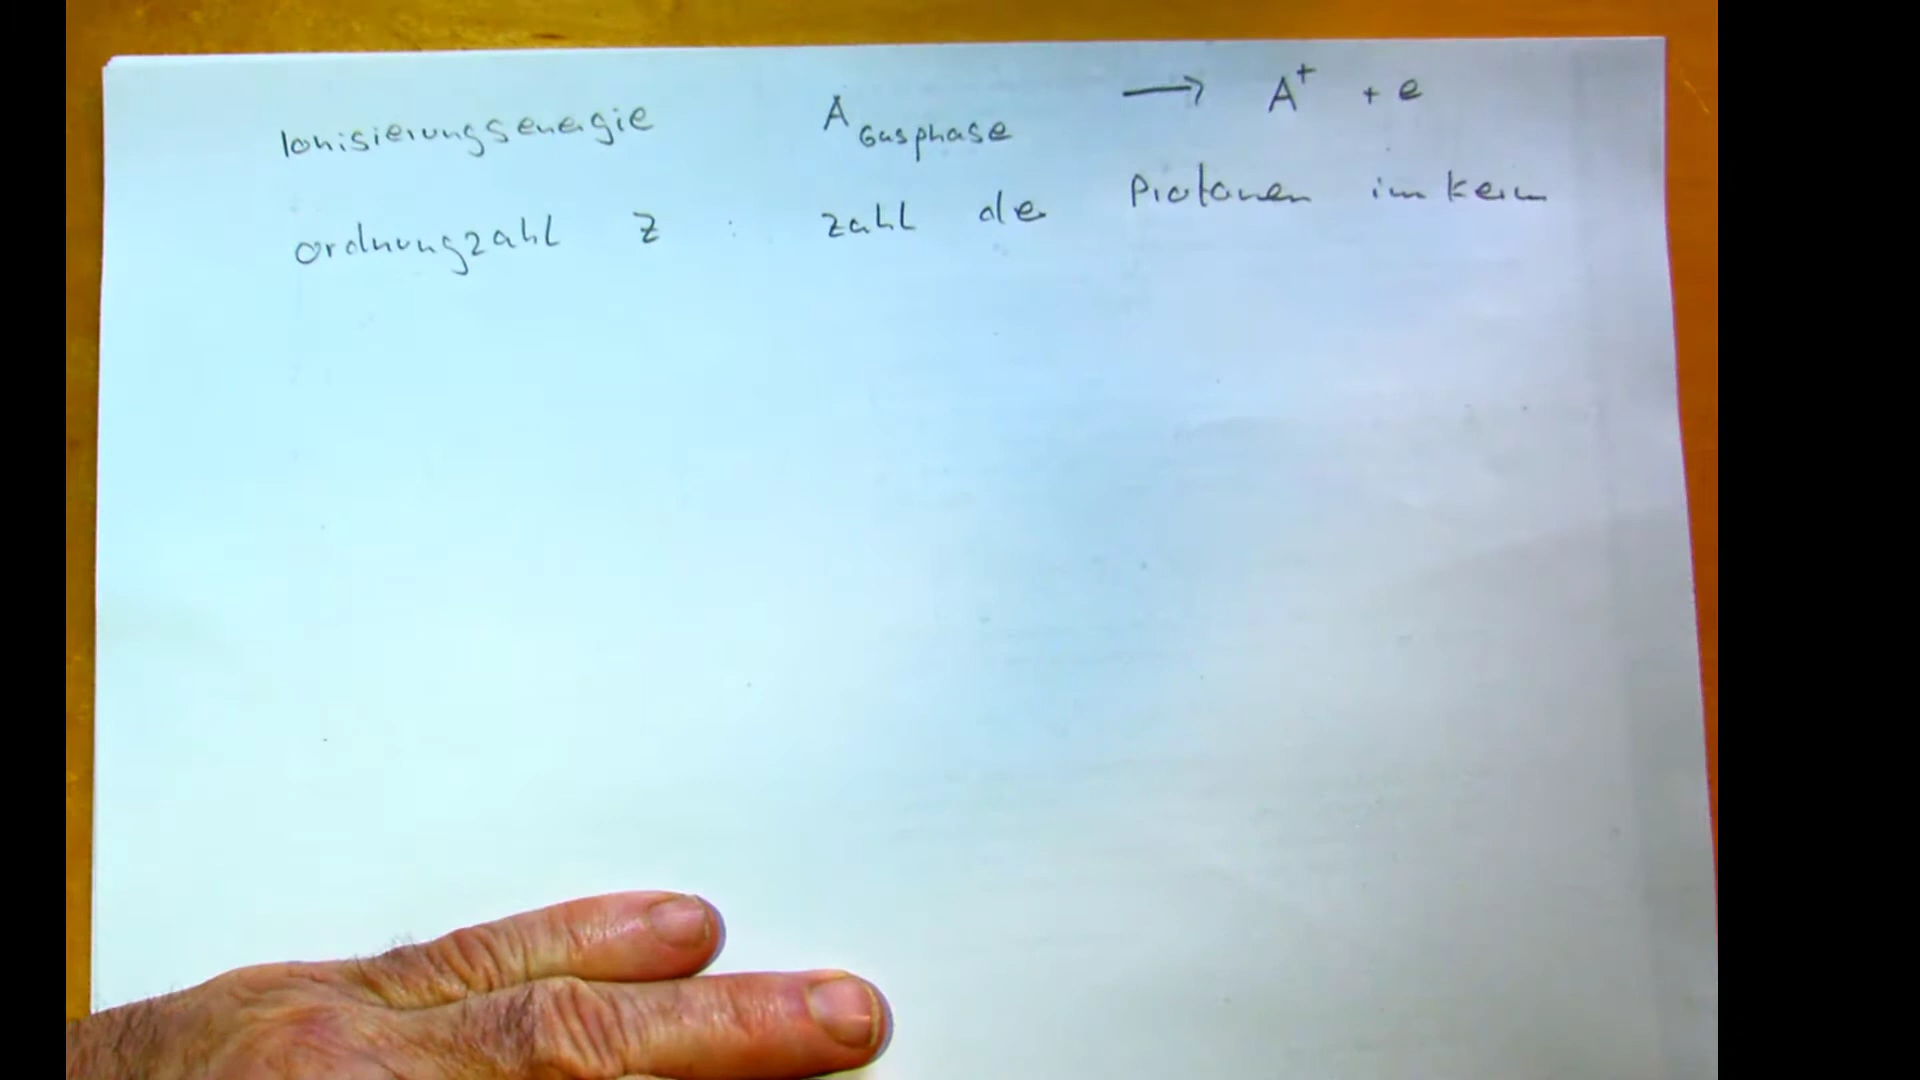 Ionisierungsenergie A Gasphase → A⁺ + e
Ordnungzahl Z : Zahl der Protonen im Kern